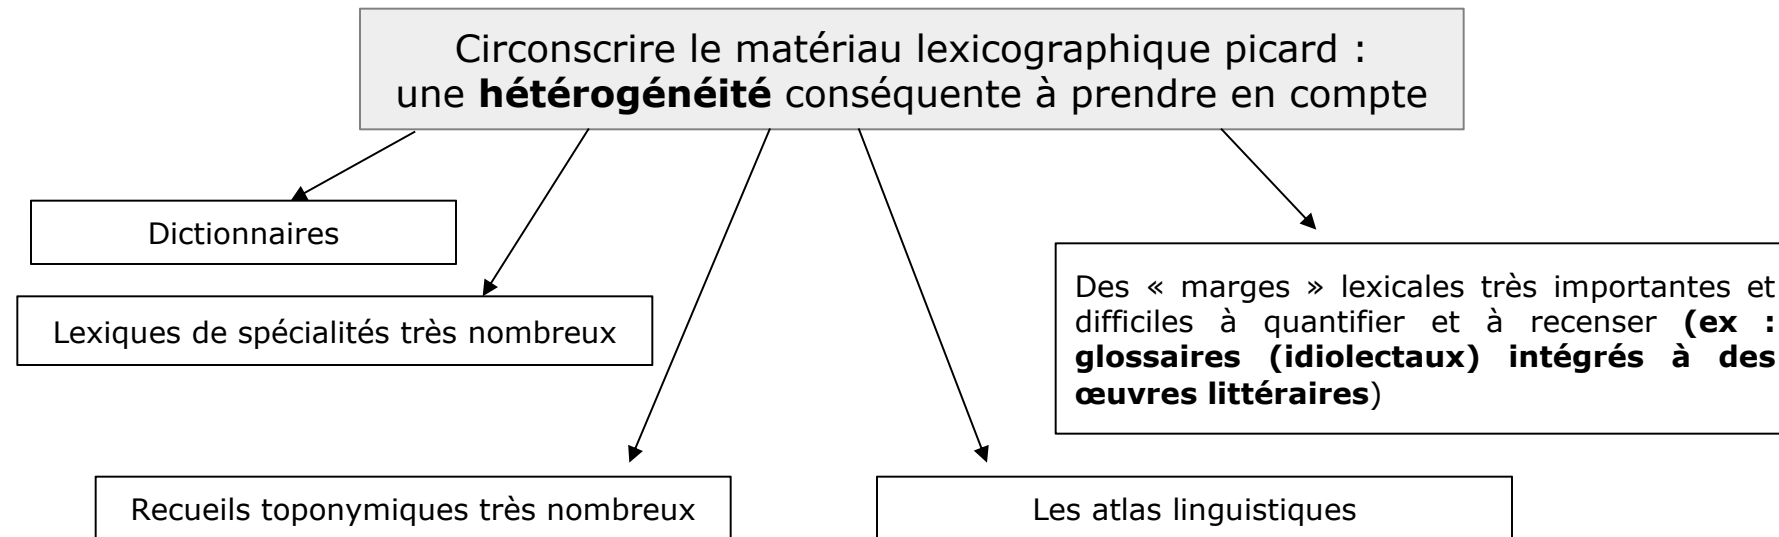 Circonscrire le matériau lexicographique picard :
une hétérogénéité conséquente à prendre en compte
Dictionnaires
Lexiques de spécialités très nombreux
Des « marges » lexicales très importantes et
difficiles à quantifier et à recenser (ex :
glossaires (idiolectaux) intégrés à des
œuvres littéraires)
Recueils toponymiques très nombreux
Les atlas linguistiques